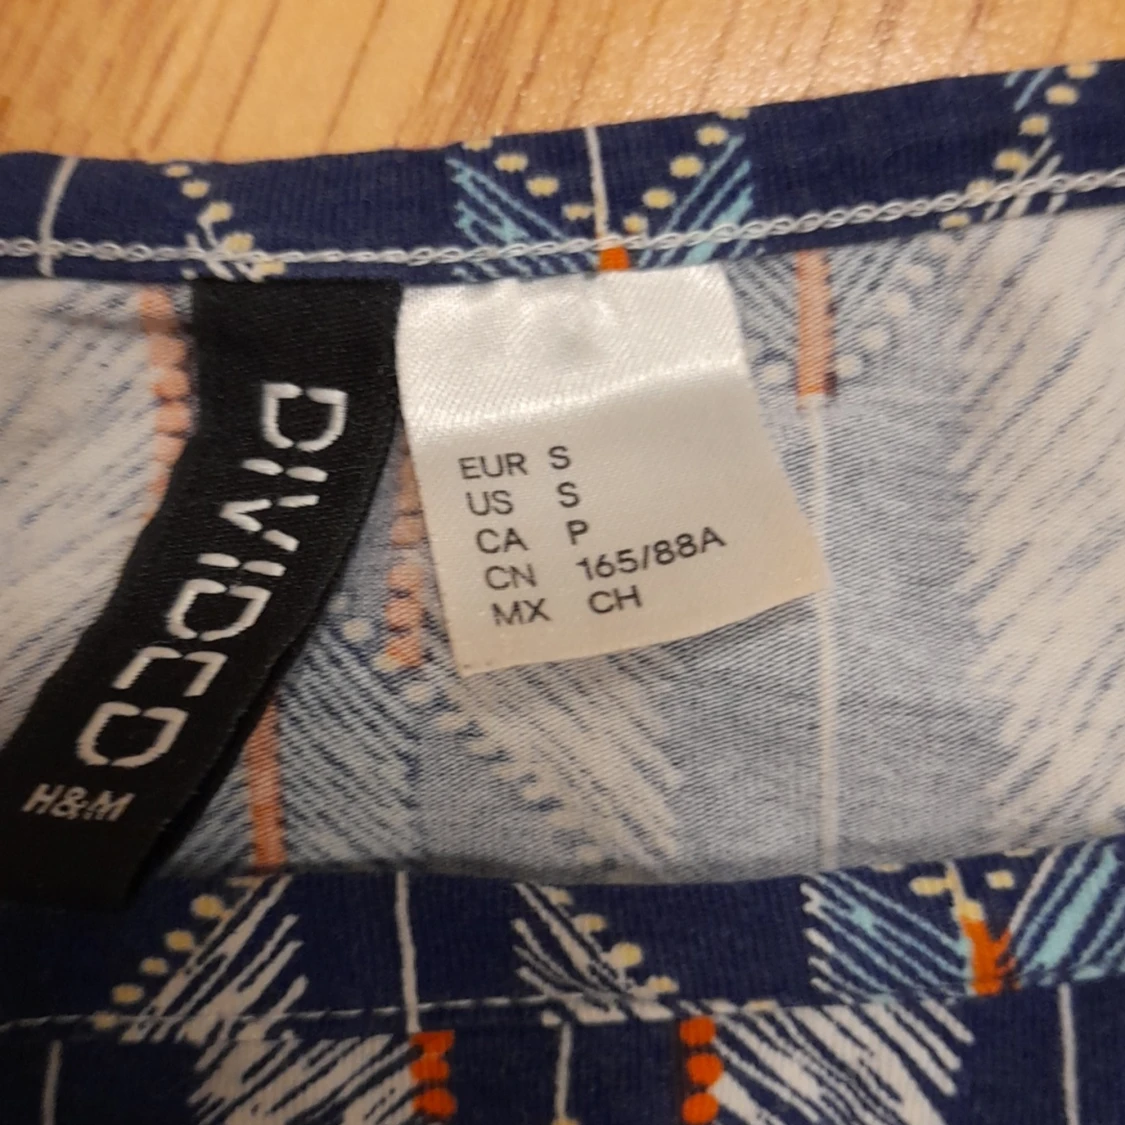 DIVIDED
H&M
EUR S
US S
CA P
CN 165/88A
MX CH